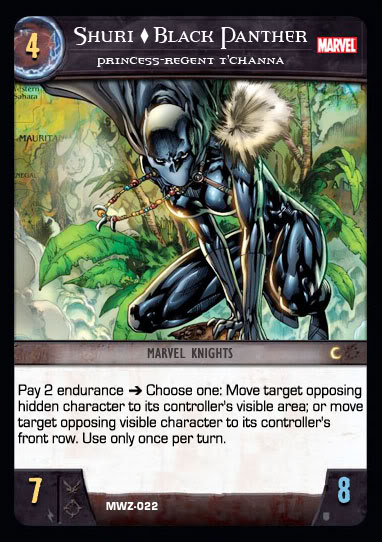 4
SHURI ♦ BLACK PANTHER
MARVEL
PRINCESS-REGENT T'CHANNA
MAURIT
MARVEL KNIGHTS
C
Pay 2 endurance ➔ Choose one: Move target opposing
hidden character to its controller's visible area; or move
target opposing visible character to its controller's
front row. Use only once per turn.
7
MWZ-022
8